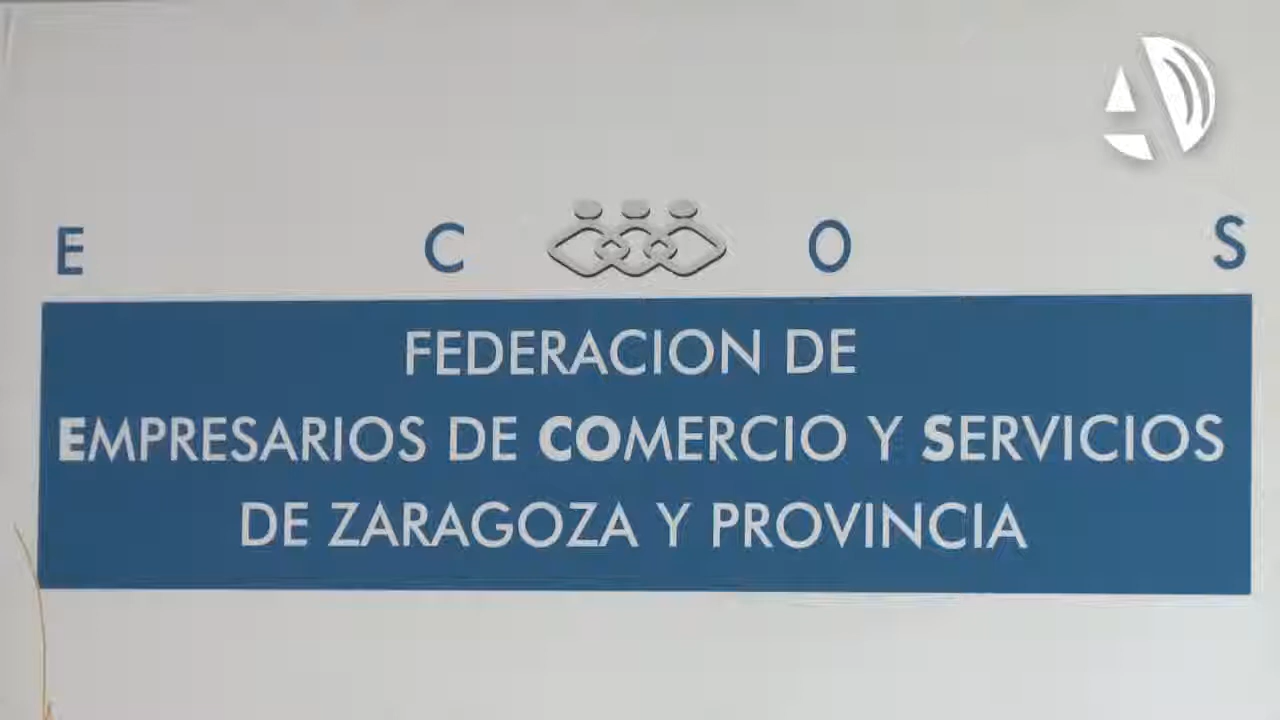 E C O S
FEDERACION DE
EMPRESARIOS DE COMERCIO Y SERVICIOS
DE ZARAGOZA Y PROVINCIA